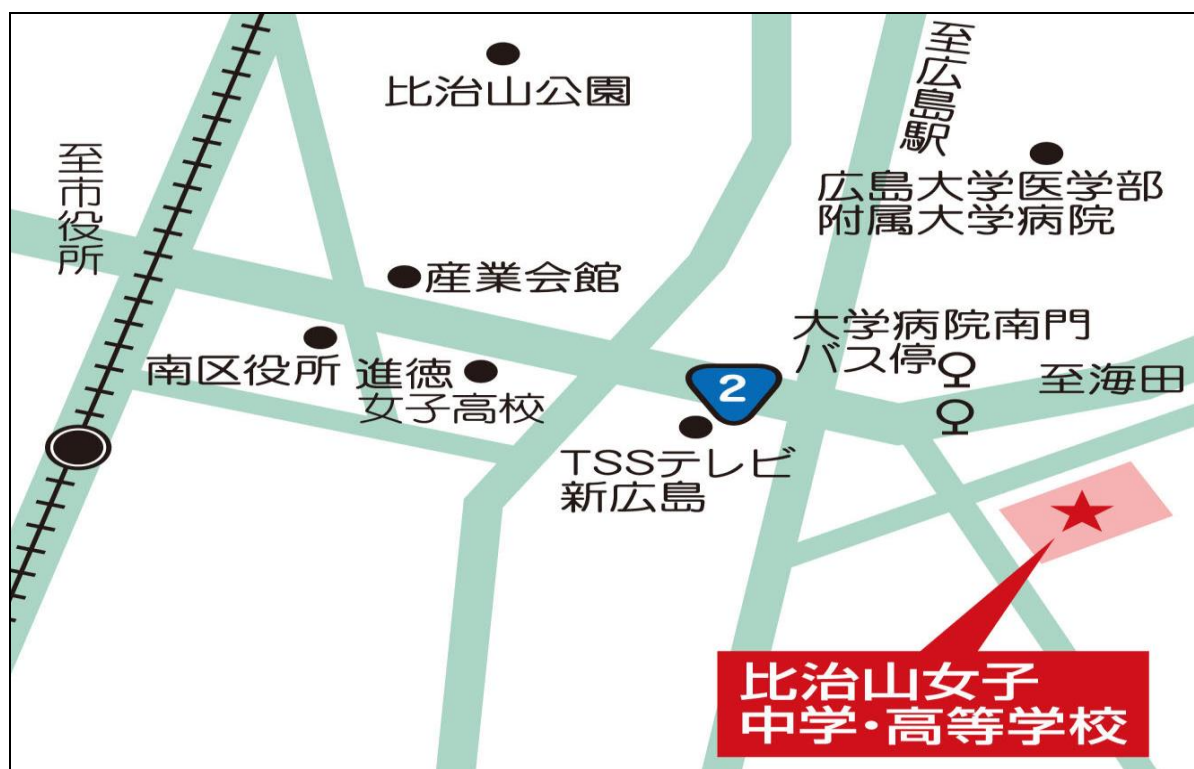 比治山公園
至広島駅
至市役所
広島大学医学部
附属大学病院
産業会館
大学病院南門
バス停
南区役所
進徳
女子高校
至海田
2
TSSテレビ
新広島
比治山女子
中学・高等学校